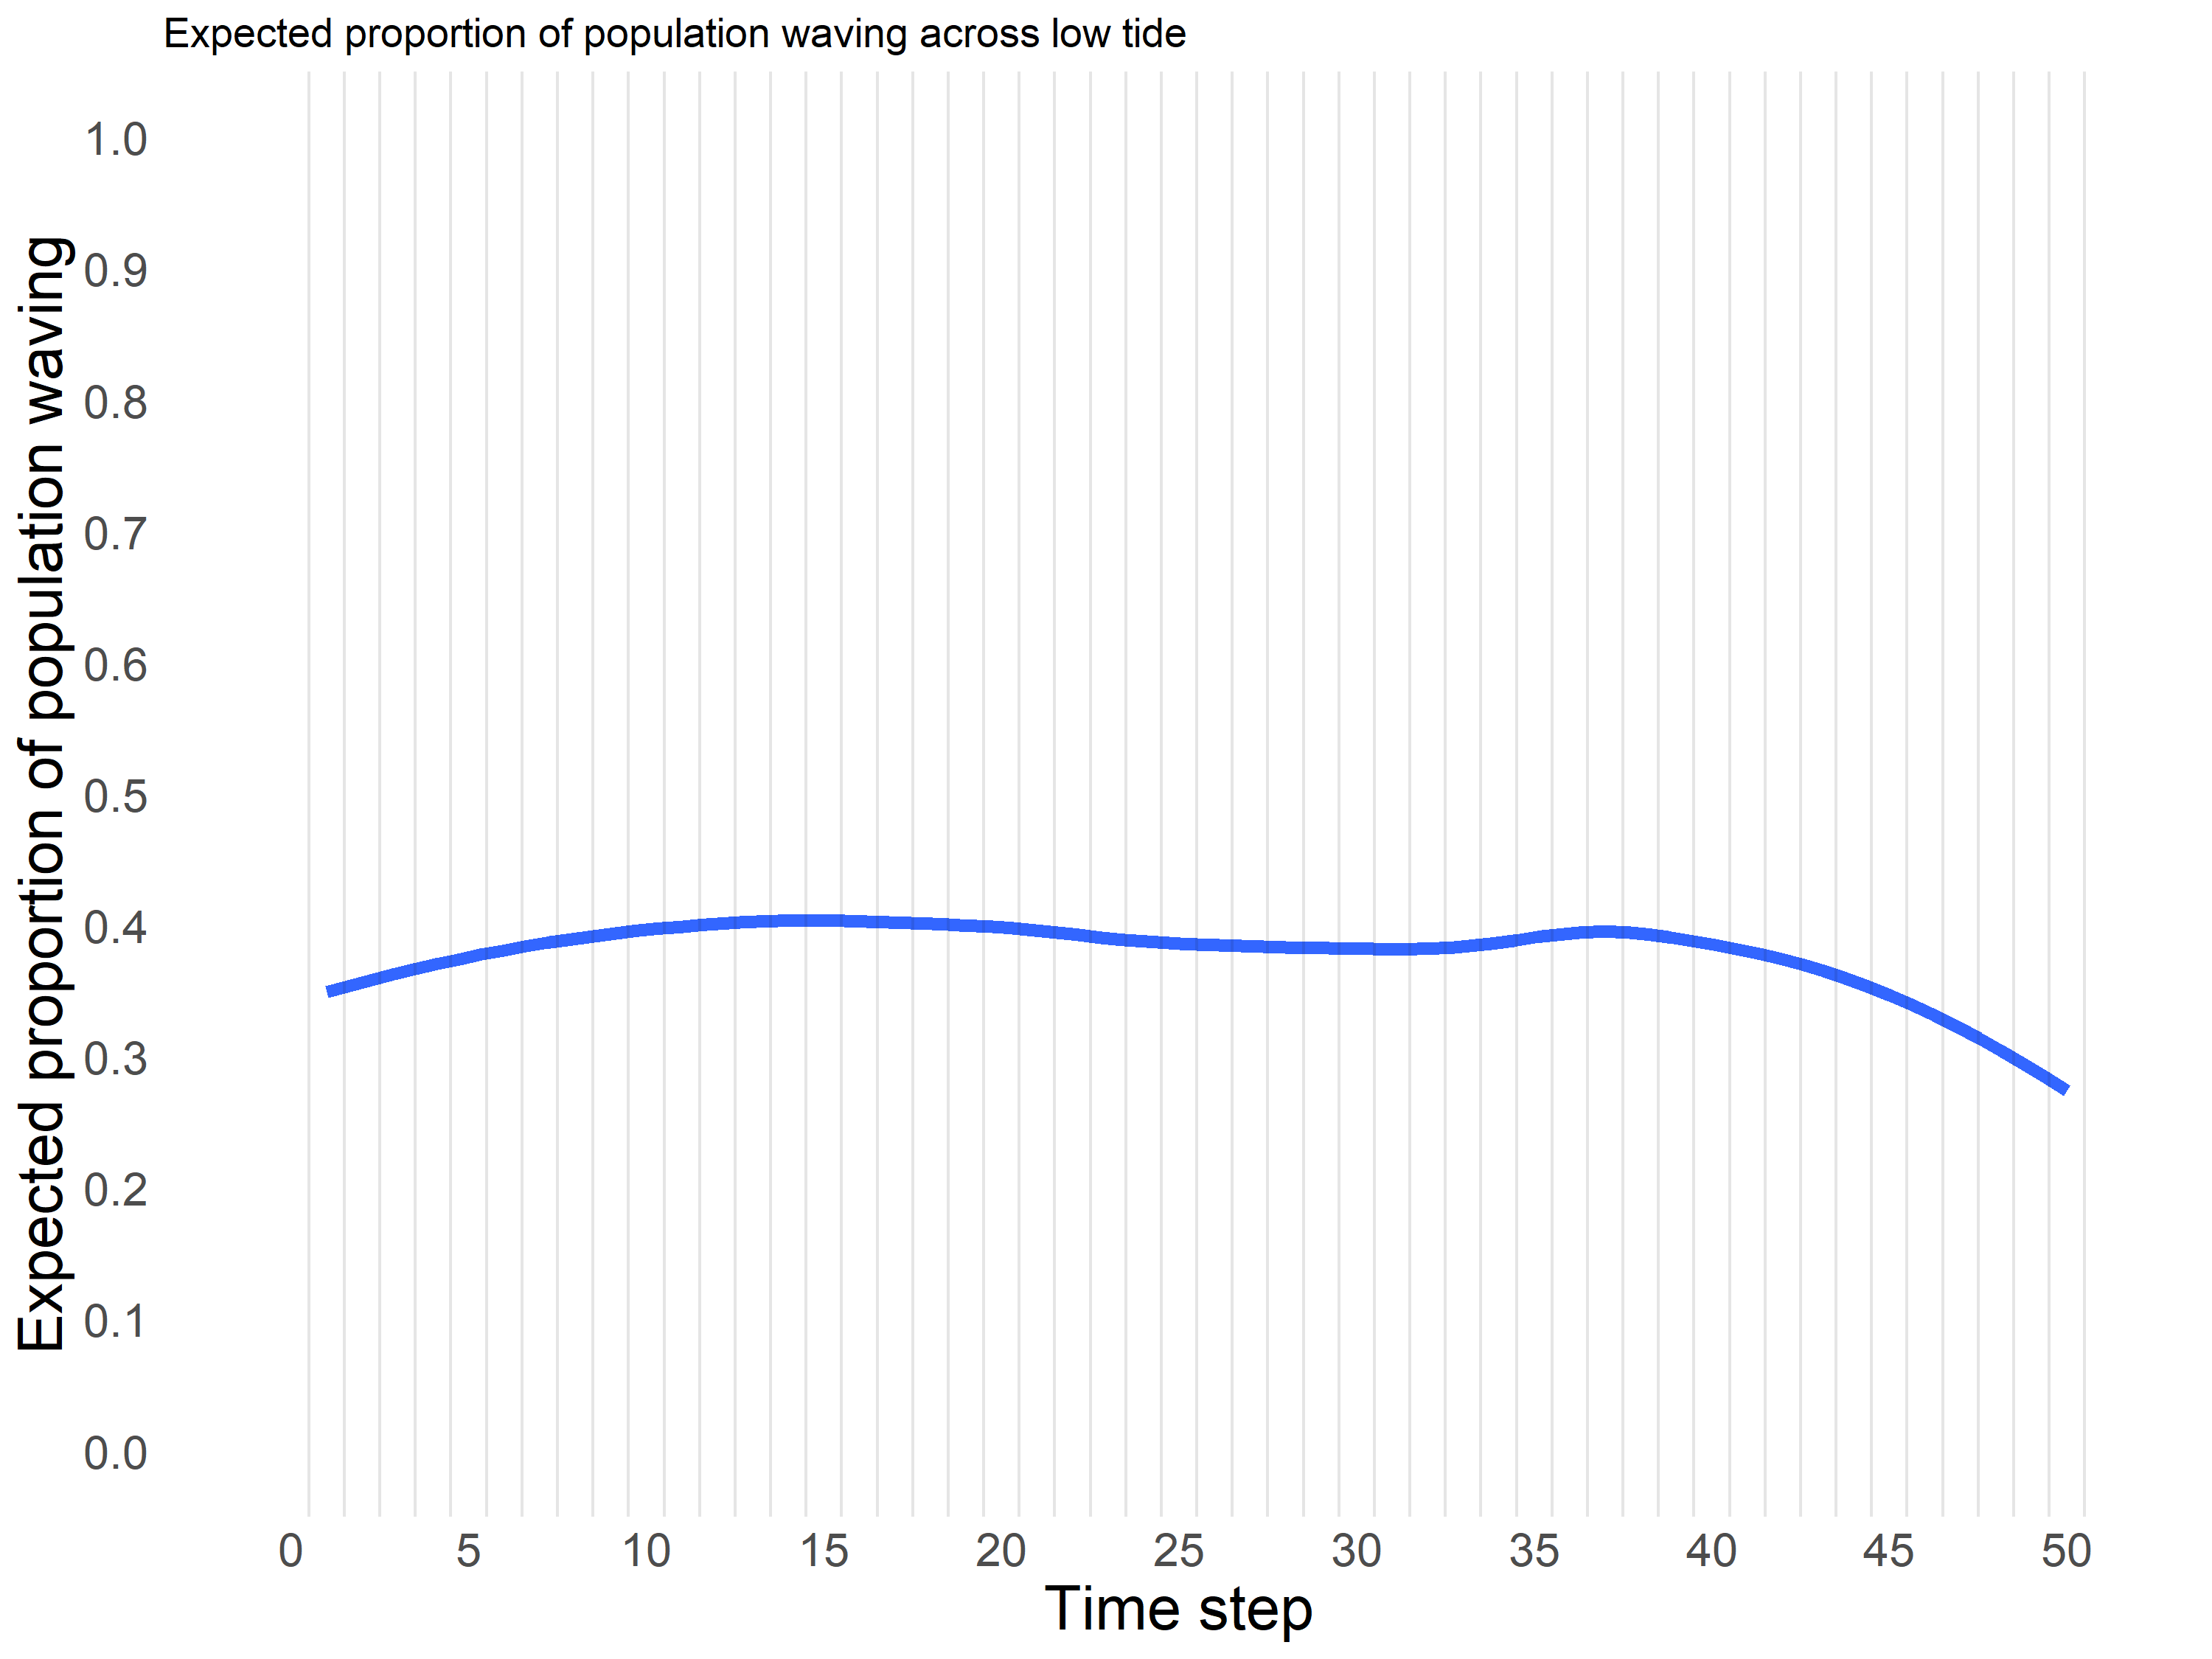 Expected proportion of population waving across low tide
Expected proportion of population waving
1.0
0.9
0.8
0.7
0.6
0.5
0.4
0.3
0.2
0.1
0.0
0 5 10 15 20 25 30 35 40 45 50
Time step